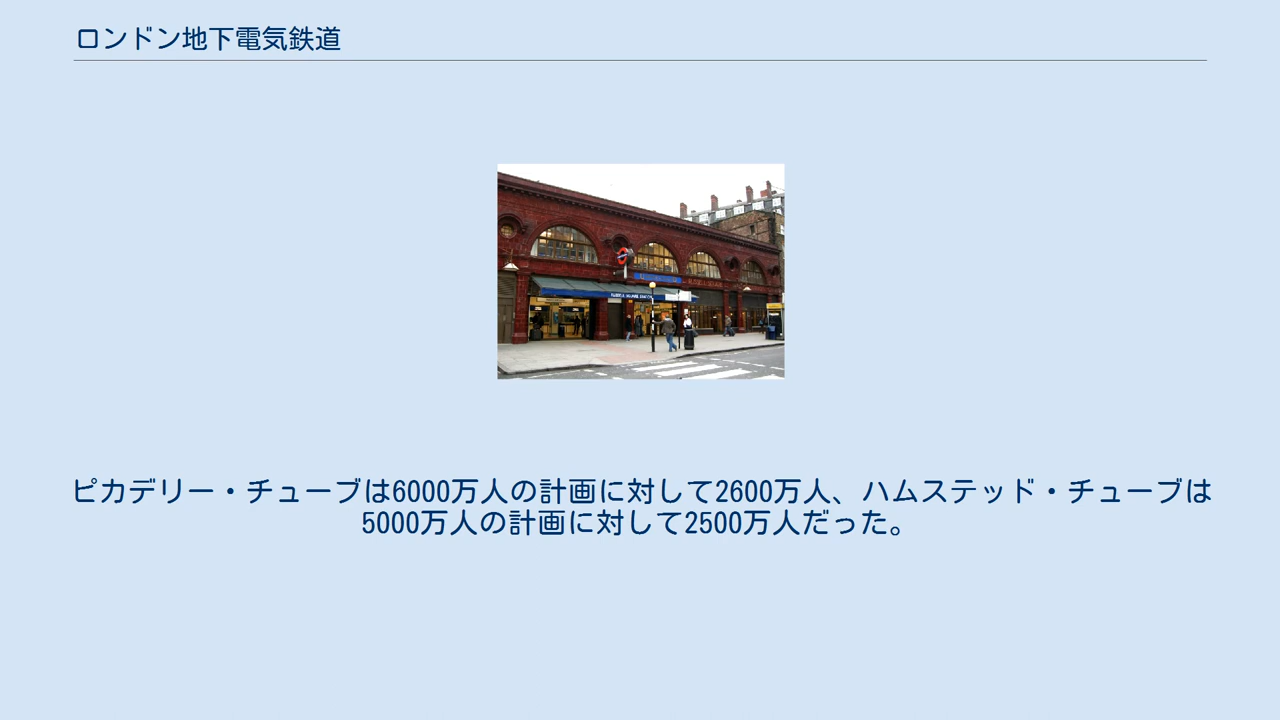 ロンドン地下電気鉄道
ピカデリー・チューブは6000万人の計画に対して2600万人、ハムステッド・チューブは
5000万人の計画に対して2500万人だった。